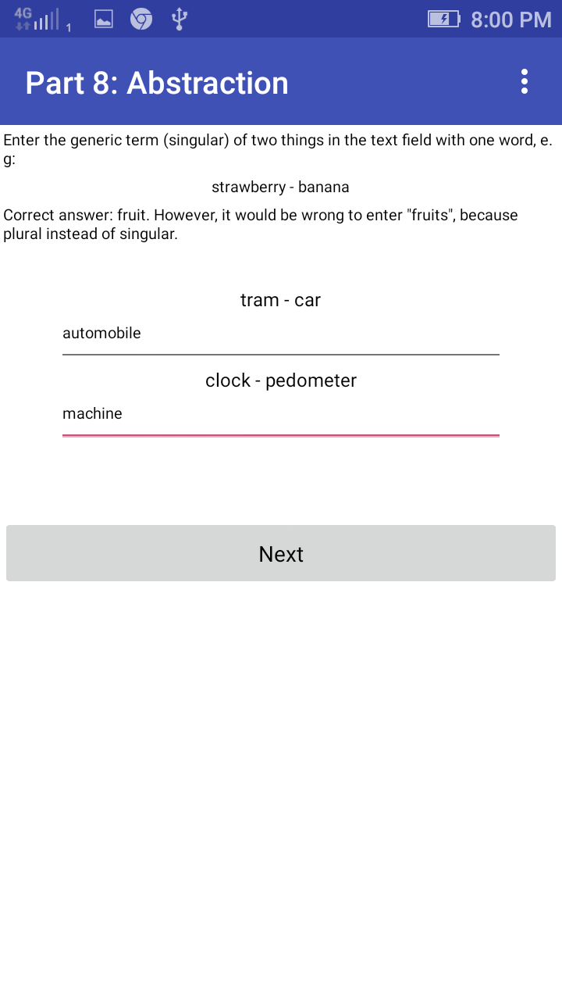 4G 1 8:00 PM
Part 8: Abstraction
Enter the generic term (singular) of two things in the text field with one word, e.
g:
strawberry - banana
Correct answer: fruit. However, it would be wrong to enter "fruits", because
plural instead of singular.
tram - car
automobile
clock - pedometer
machine
Next